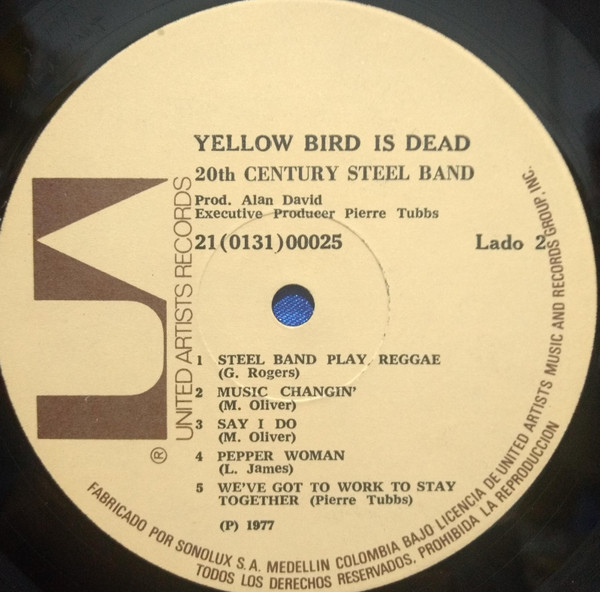 YELLOW BIRD IS DEAD
20th CENTURY STEEL BAND
Prod. Alan David
Executive Producer Pierre Tubbs
21(0131)00025
Lado 2
UNITED ARTISTS RECORDS
®
1 STEEL BAND PLAY REGGAE
(G. Rogers)
2 MUSIC CHANGIN'
(M. Oliver)
3 SAY I DO
(M. Oliver)
4 PEPPER WOMAN
(L. James)
5 WE'VE GOT TO WORK TO STAY
TOGETHER (Pierre Tubbs)
(P) 1977
FABRICADO POR SONOLUX S.A. MEDELLIN COLOMBIA BAJO LICENCIA DE UNITED ARTISTS MUSIC AND RECORDS GROUP, INC.
TODOS LOS DERECHOS RESERVADOS. PROHIBIDA LA REPRODUCCION